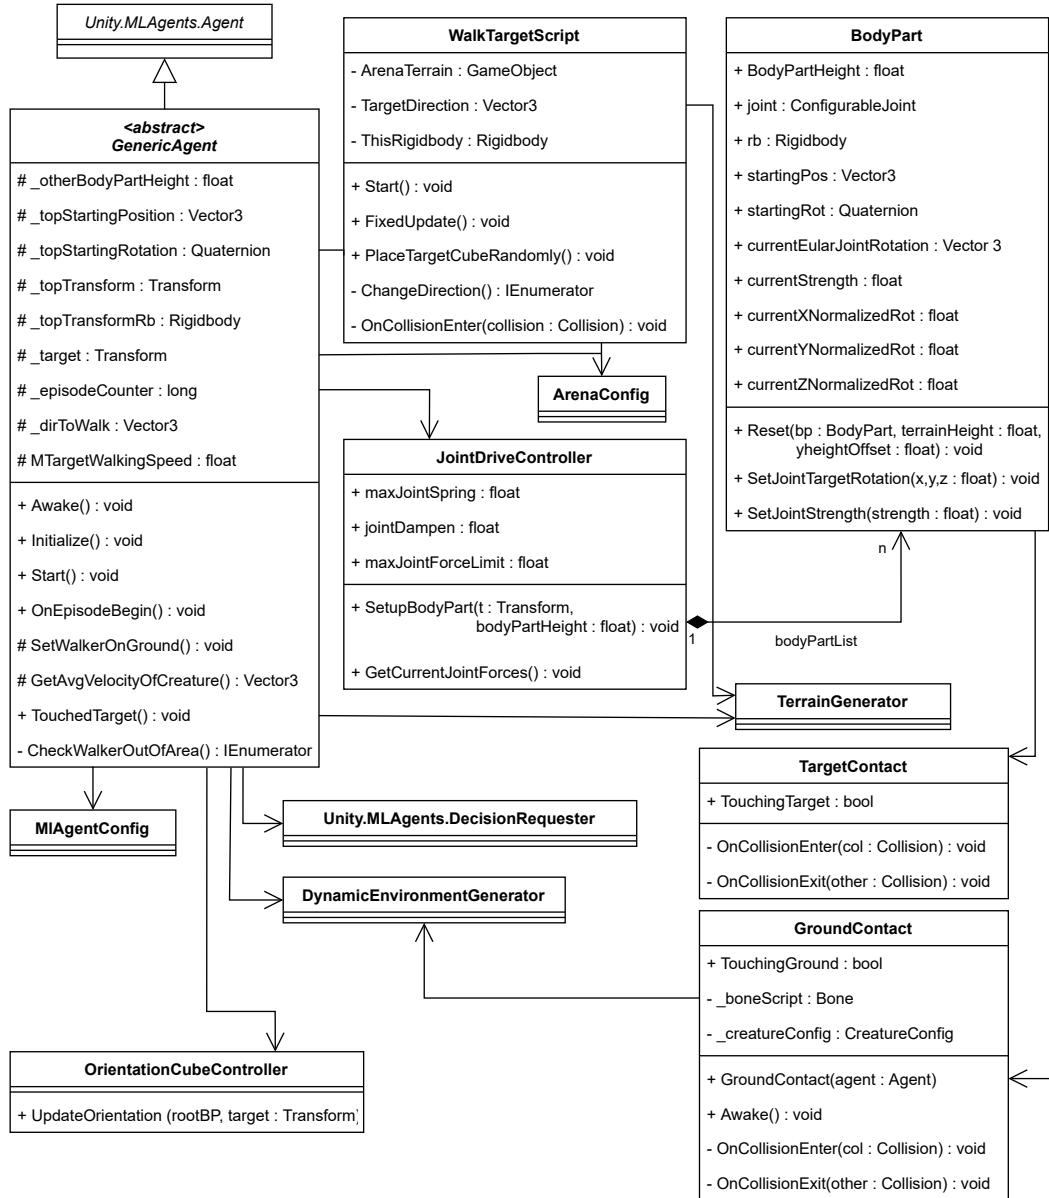 Unity.MLAgents.Agent
<abstract>
GenericAgent
# _otherBodyPartHeight : float
# _topStartingPosition : Vector3
# _topStartingRotation : Quaternion
# _topTransform : Transform
# _topTransformRb : Rigidbody
# _target : Transform
# _episodeCounter : long
# _dirToWalk : Vector3
# MTargetWalkingSpeed : float
+ Awake() : void
+ Initialize() : void
+ Start() : void
+ OnEpisodeBegin() : void
# SetWalkerOnGround() : void
# GetAvgVelocityOfCreature() : Vector3
+ TouchedTarget() : void
- CheckWalkerOutOfArea() : IEnumerator
WalkTargetScript
- ArenaTerrain : GameObject
- TargetDirection : Vector3
- ThisRigidbody : Rigidbody
+ Start() : void
+ FixedUpdate() : void
+ PlaceTargetCubeRandomly() : void
- ChangeDirection() : IEnumerator
- OnCollisionEnter(collision : Collision) : void
ArenaConfig
JointDriveController
+ maxJointSpring : float
+ jointDampen : float
+ maxJointForceLimit : float
+ SetupBodyPart(t : Transform,
bodyPartHeight : float) : void
+ GetCurrentJointForces() : void
1
bodyPartList
n
BodyPart
+ BodyPartHeight : float
+ joint : ConfigurableJoint
+ rb : Rigidbody
+ startingPos : Vector3
+ startingRot : Quaternion
+ currentEularJointRotation : Vector 3
+ currentStrength : float
+ currentXNormalizedRot : float
+ currentYNormalizedRot : float
+ currentZNormalizedRot : float
+ Reset(bp : BodyPart, terrainHeight : float,
yheightOffset : float) : void
+ SetJointTargetRotation(x,y,z : float) : void
+ SetJointStrength(strength : float) : void
TerrainGenerator
TargetContact
+ TouchingTarget : bool
- OnCollisionEnter(col : Collision) : void
- OnCollisionExit(other : Collision) : void
MlAgentConfig
Unity.MLAgents.DecisionRequester
DynamicEnvironmentGenerator
GroundContact
+ TouchingGround : bool
- _boneScript : Bone
- _creatureConfig : CreatureConfig
+ GroundContact(agent : Agent)
+ Awake() : void
- OnCollisionEnter(col : Collision) : void
- OnCollisionExit(other : Collision) : void
OrientationCubeController
+ UpdateOrientation (rootBP, target : Transform)